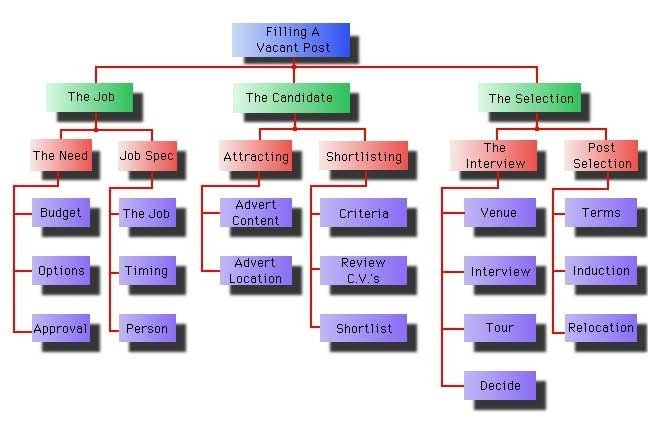 Filling A
Vacant Post
The Job
The Candidate
The Selection
The Need
Job Spec
Attracting
Shortlisting
The
Interview
Post
Selection
Budget
The Job
Advert
Content
Criteria
Venue
Terms
Options
Timing
Advert
Location
Review
C.V.'s
Interview
Induction
Approval
Person
Shortlist
Tour
Relocation
Decide